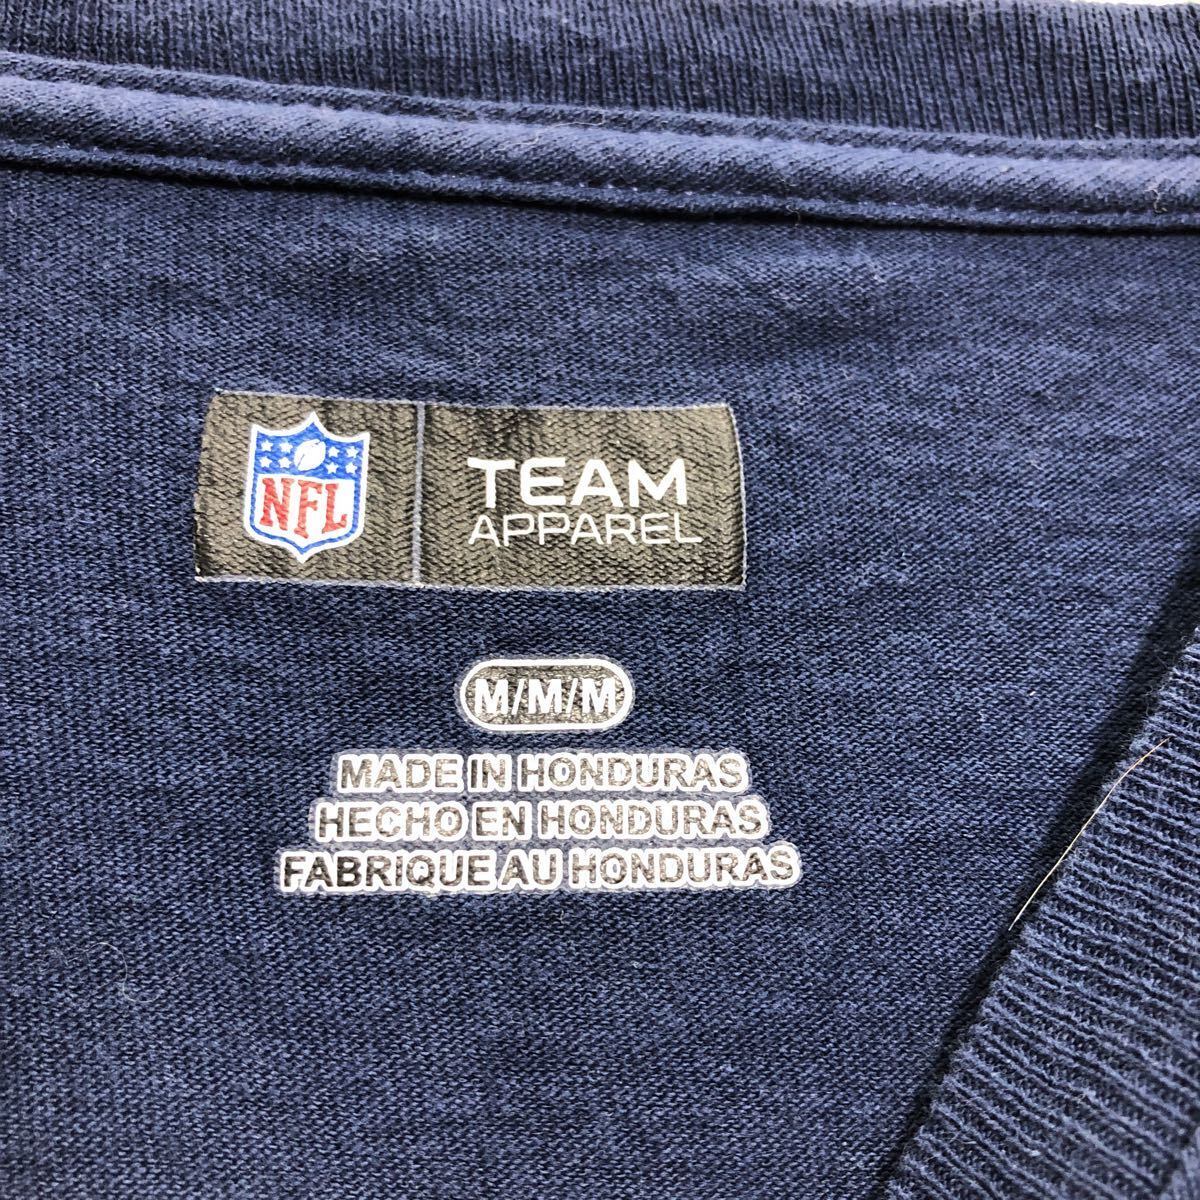 NFL
TEAM
APPAREL
M/M/M
MADE IN HONDURAS
HECHO EN HONDURAS
FABRIQUE AU HONDURAS